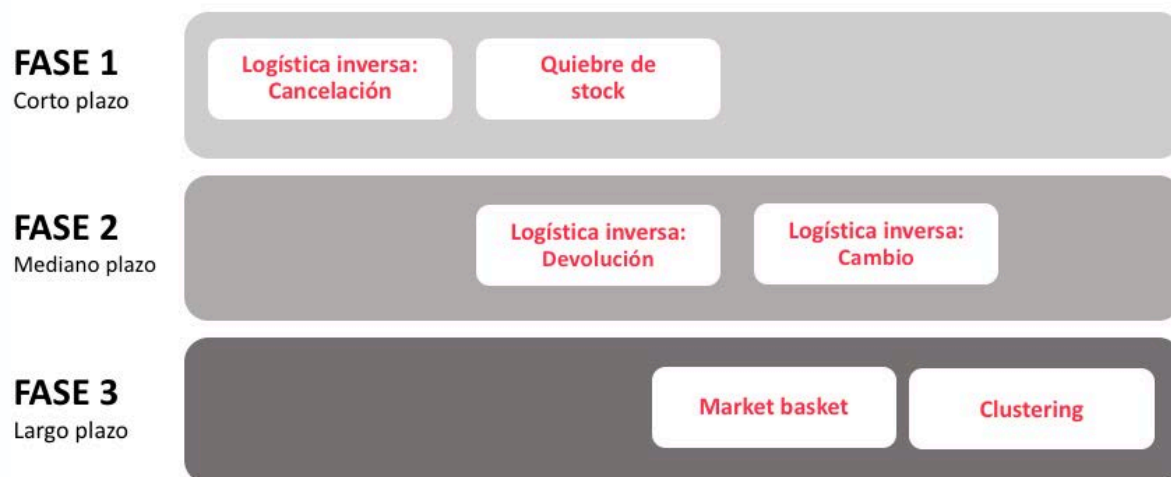 FASE 1
Corto plazo
Logística inversa:
Cancelación
Quiebre de
stock
FASE 2
Mediano plazo
Logística inversa:
Devolución
Logística inversa:
Cambio
FASE 3
Largo plazo
Market basket
Clustering